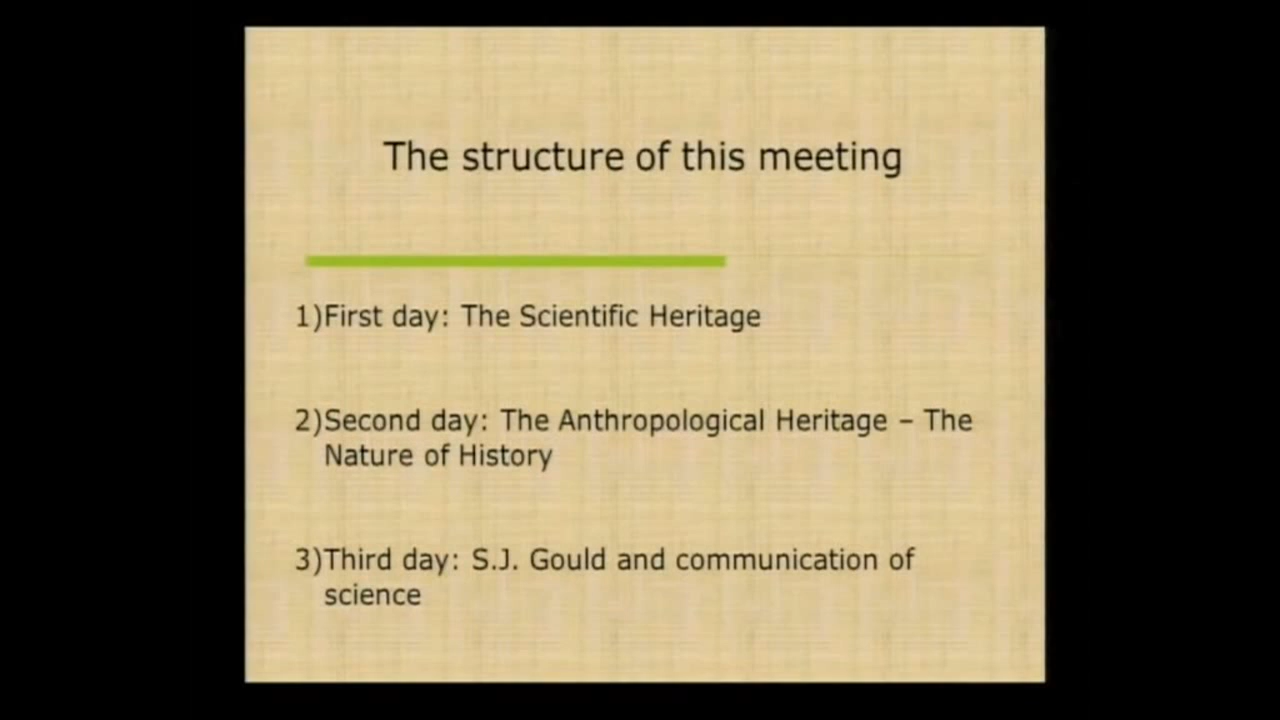 The structure of this meeting
1)First day: The Scientific Heritage
2)Second day: The Anthropological Heritage – The
Nature of History
3)Third day: S.J. Gould and communication of
science